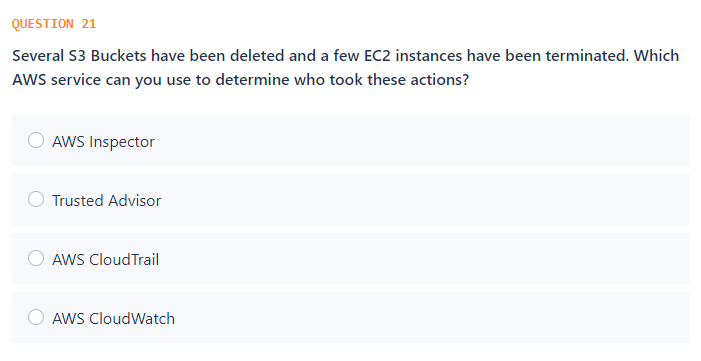 QUESTION 21
Several S3 Buckets have been deleted and a few EC2 instances have been terminated. Which
AWS service can you use to determine who took these actions?
AWS Inspector
Trusted Advisor
AWS CloudTrail
AWS CloudWatch